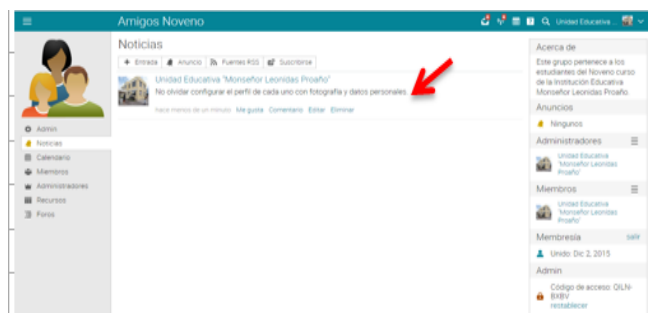 Amigos Noveno
Unidad Educativa ..
Noticias
Entrada Anuncio Fuentes RSS Suscribirse
Unidad Educativa "Monseñor Leonidas Proaño"
No olvidar configurar el perfil de cada uno con fotografía y datos personales.
hace menos de un minuto Me gusta Comentario Editar Eliminar
Admin
Noticias
Calendario
Miembros
Administradores
Recursos
Foros
Acerca de
Este grupo pertenece a los
estudiantes del Noveno curso
de la Institución Educativa
Monseñor Leonidas Proaño.
Anuncios
Ningunos
Administradores
Unidad Educativa
"Monseñor Leonidas
Proaño"
Miembros
Unidad Educativa
"Monseñor Leonidas
Proaño"
Membresía salir
Unido: Dic 2, 2015
Admin
Código de acceso: QILN-
BXBV
restablecer